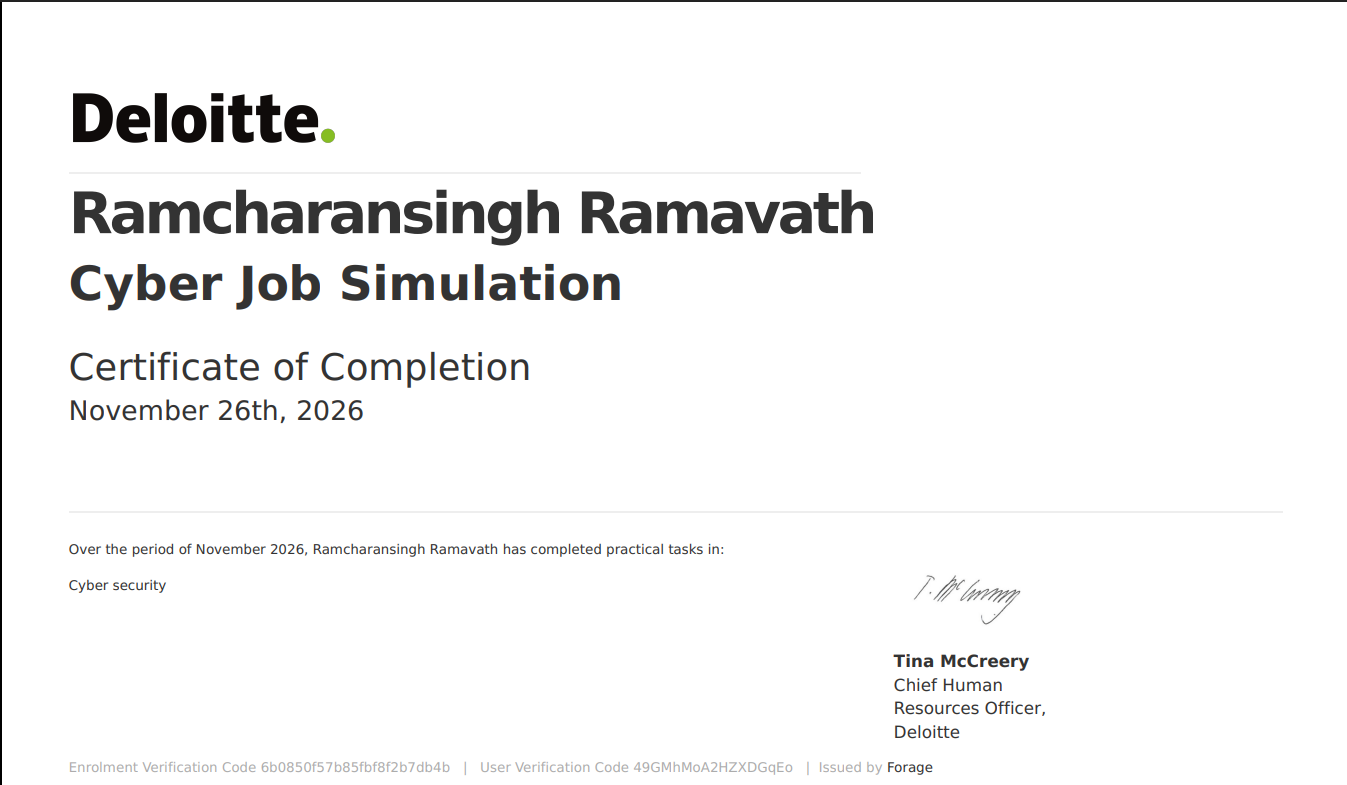 Deloitte.
Ramcharansingh Ramavath
Cyber Job Simulation
Certificate of Completion
November 26th, 2026
Over the period of November 2026, Ramcharansingh Ramavath has completed practical tasks in:
Cyber security
T. McCreery
Tina McCreery
Chief Human
Resources Officer,
Deloitte
Enrolment Verification Code 6b0850f57b85fbf8f2b7db4b | User Verification Code 49GMhMoA2HZXDGqEo | Issued by Forage